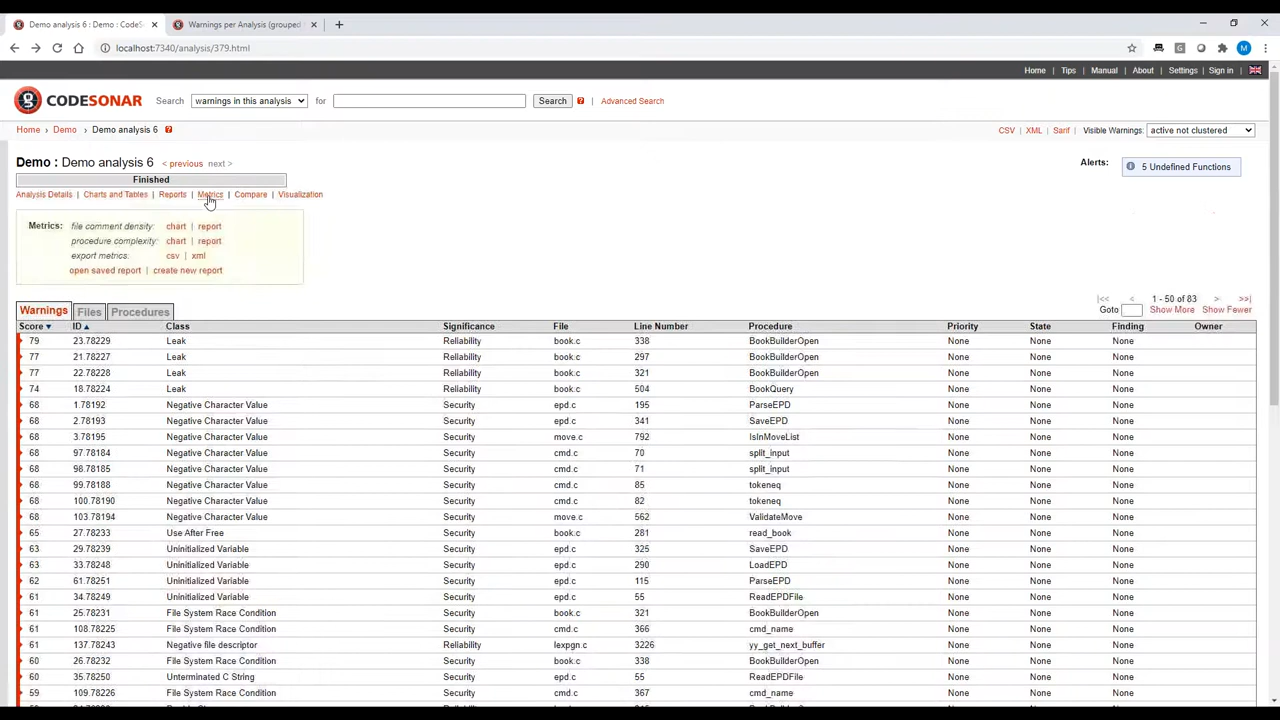 Demo analysis 6 : Demo : CodeS
Warnings per Analysis (grouped
localhost:7340/analysis/379.html
M
Home | Tips | Manual | About | Settings | Sign in |
CODESONAR Search warnings in this analysis for Search ? Advanced Search
Home > Demo > Demo analysis 6 ? CSV | XML | Sarif Visible Warnings: active not clustered
Demo : Demo analysis 6 < previous next > Alerts: 5 Undefined Functions
Finished
Analysis Details | Charts and Tables | Reports | Metrics | Compare | Visualization
Metrics: file comment density: chart | report
procedure complexity: chart | report
export metrics: csv | xml
open saved report | create new report
|<< < 1 - 50 of 83 > >>|
Warnings Files Procedures Goto Show More Show Fewer
Score ID Class Significance File Line Number Procedure Priority State Finding Owner
79 23.78229 Leak Reliability book.c 338 BookBuilderOpen None None None
77 21.78227 Leak Reliability book.c 297 BookBuilderOpen None None None
77 22.78228 Leak Reliability book.c 321 BookBuilderOpen None None None
74 18.78224 Leak Reliability book.c 504 BookQuery None None None
68 1.78192 Negative Character Value Security epd.c 195 ParseEPD None None None
68 2.78193 Negative Character Value Security epd.c 341 SaveEPD None None None
68 3.78195 Negative Character Value Security move.c 792 IsInMoveList None None None
68 97.78184 Negative Character Value Security cmd.c 70 split_input None None None
68 98.78185 Negative Character Value Security cmd.c 71 split_input None None None
68 99.78188 Negative Character Value Security cmd.c 85 tokeneq None None None
68 100.78190 Negative Character Value Security cmd.c 82 tokeneq None None None
68 103.78194 Negative Character Value Security move.c 562 ValidateMove None None None
65 27.78233 Use After Free Security book.c 281 read_book None None None
63 29.78239 Uninitialized Variable Security epd.c 325 SaveEPD None None None
63 33.78248 Uninitialized Variable Security epd.c 290 LoadEPD None None None
62 61.78251 Uninitialized Variable Security epd.c 115 ParseEPD None None None
61 34.78249 Uninitialized Variable Security epd.c 55 ReadEPDFile None None None
61 25.78231 File System Race Condition Security book.c 321 BookBuilderOpen None None None
61 108.78225 File System Race Condition Security cmd.c 366 cmd_name None None None
61 137.78243 Negative file descriptor Reliability lexpgn.c 3226 yy_get_next_buffer None None None
60 26.78232 File System Race Condition Security book.c 338 BookBuilderOpen None None None
60 35.78250 Unterminated C String Security epd.c 55 ReadEPDFile None None None
59 109.78226 File System Race Condition Security cmd.c 367 cmd_name None None None